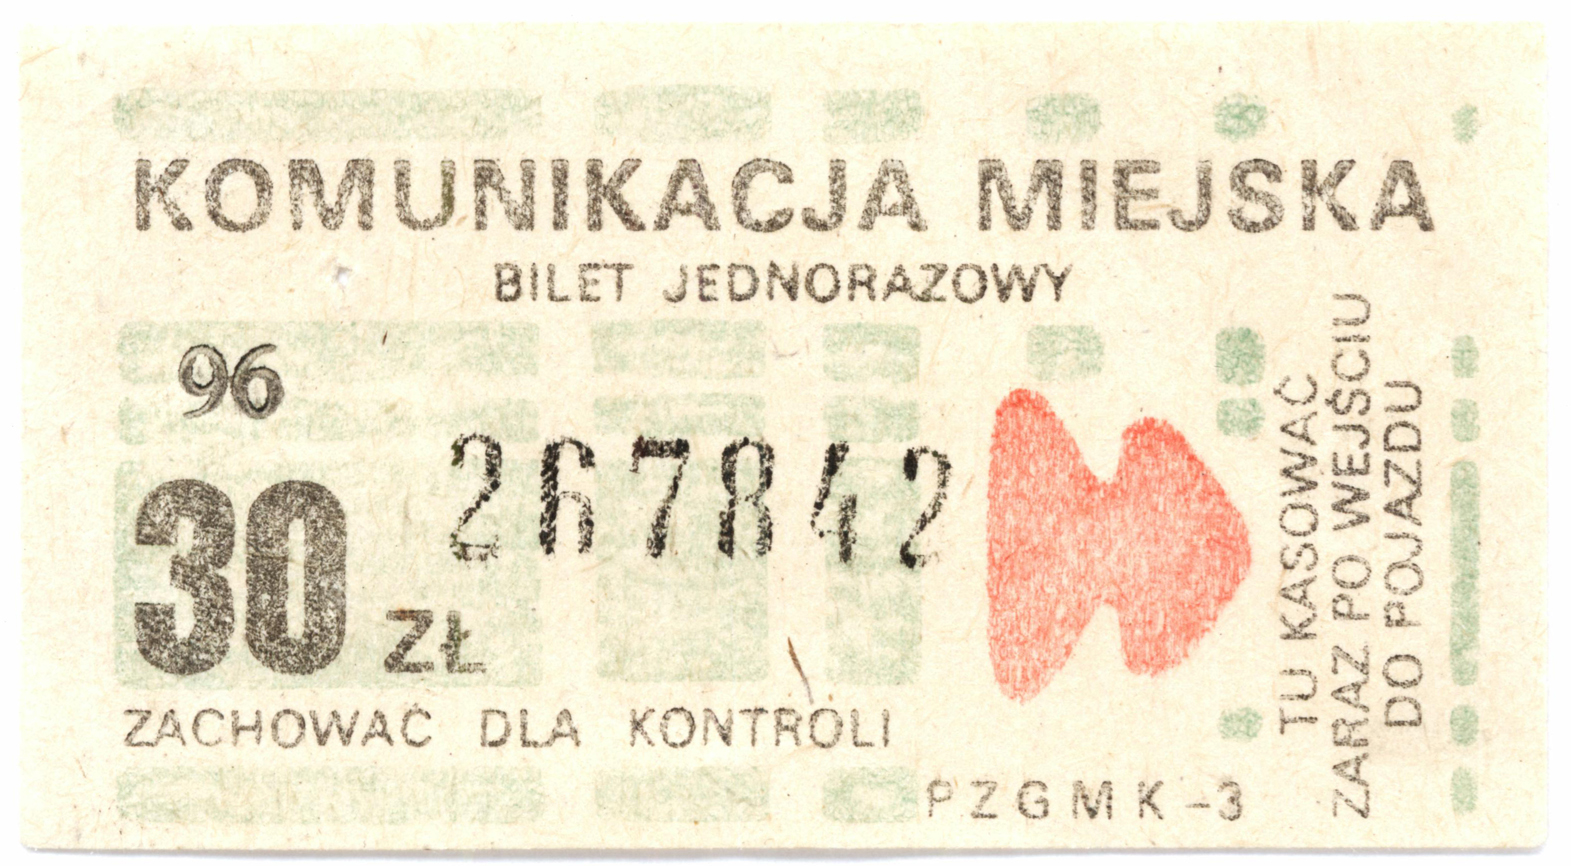 KOMUNIKACJA MIEJSKA
BILET JEDNORAZOWY
96
267842
30 ZŁ
ZACHOWAĆ DLA KONTROLI
PZGMK-3
TU KASOWAĆ
ZARAZ PO WEJŚCIU
DO POJAZDU